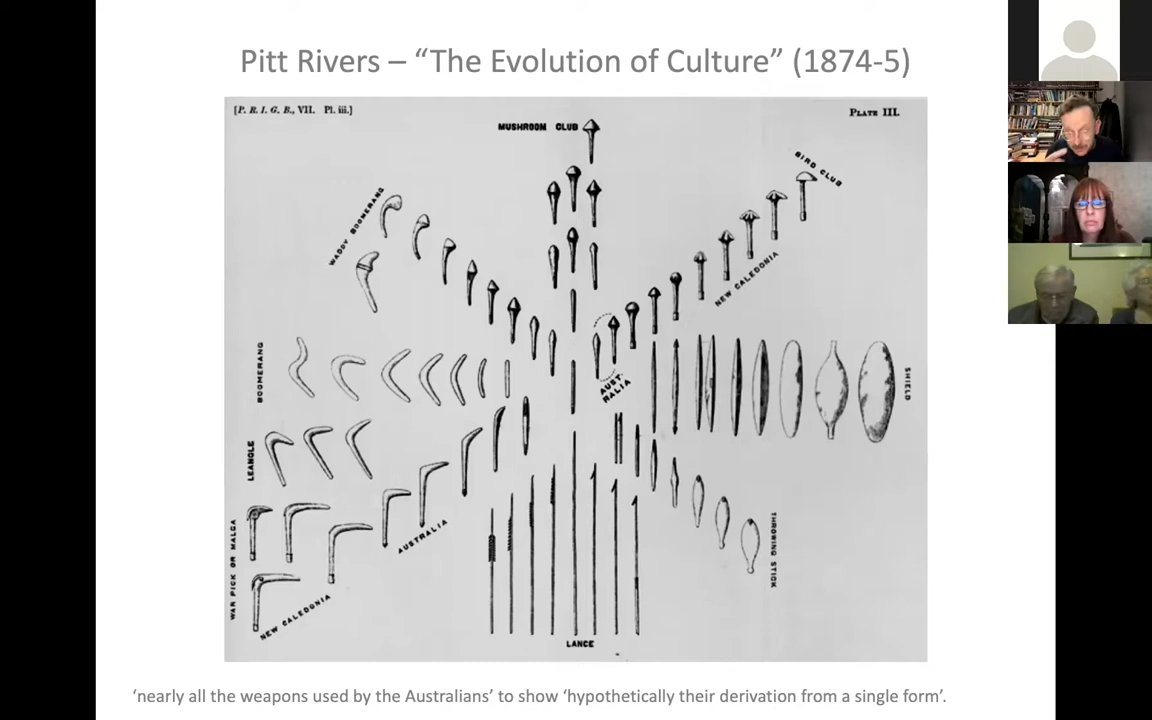 Pitt Rivers – “The Evolution of Culture” (1874-5)
[P. R. I. G. B., VII. Pl. iii.]
PLATE III.
MUSHROOM CLUB
BIRD CLUB
WADDY BOOMERANG
NEW CALEDONIA
BOOMERANG
AUST-
RALIA
SHIELD
LEANGLE
AUSTRALIA
WAR PICK OR MALGA
THROWING STICK
NEW CALEDONIA
LANCE
‘nearly all the weapons used by the Australians’ to show ‘hypothetically their derivation from a single form’.